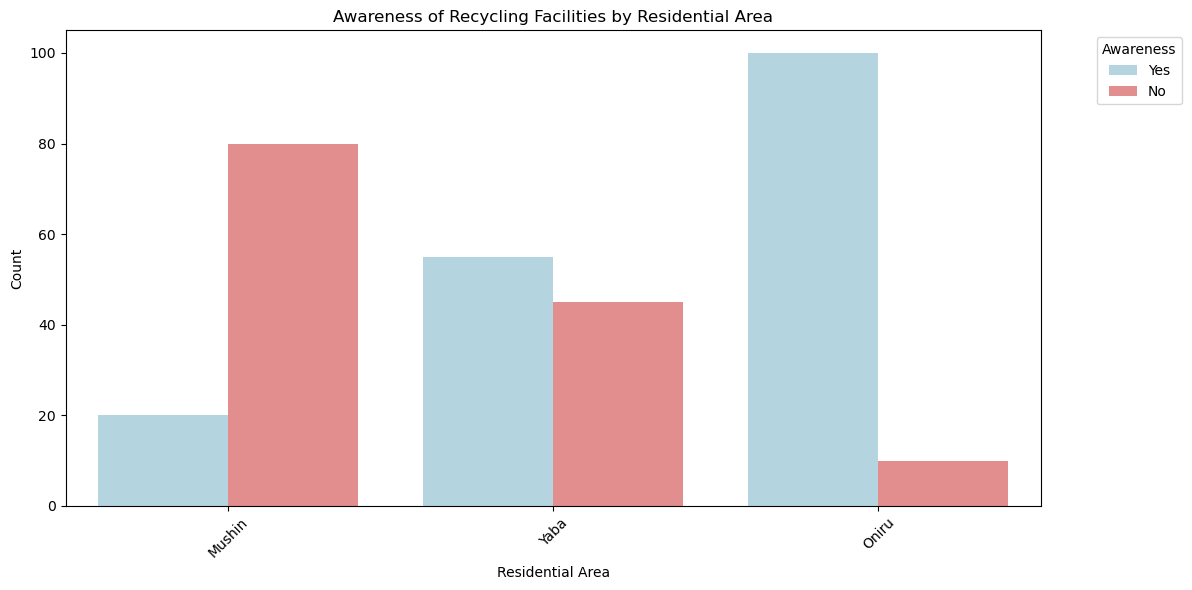 Awareness of Recycling Facilities by Residential Area
Awareness
Yes
No
Count
100
80
60
40
20
0
Mushin
Yaba
Oniru
Residential Area